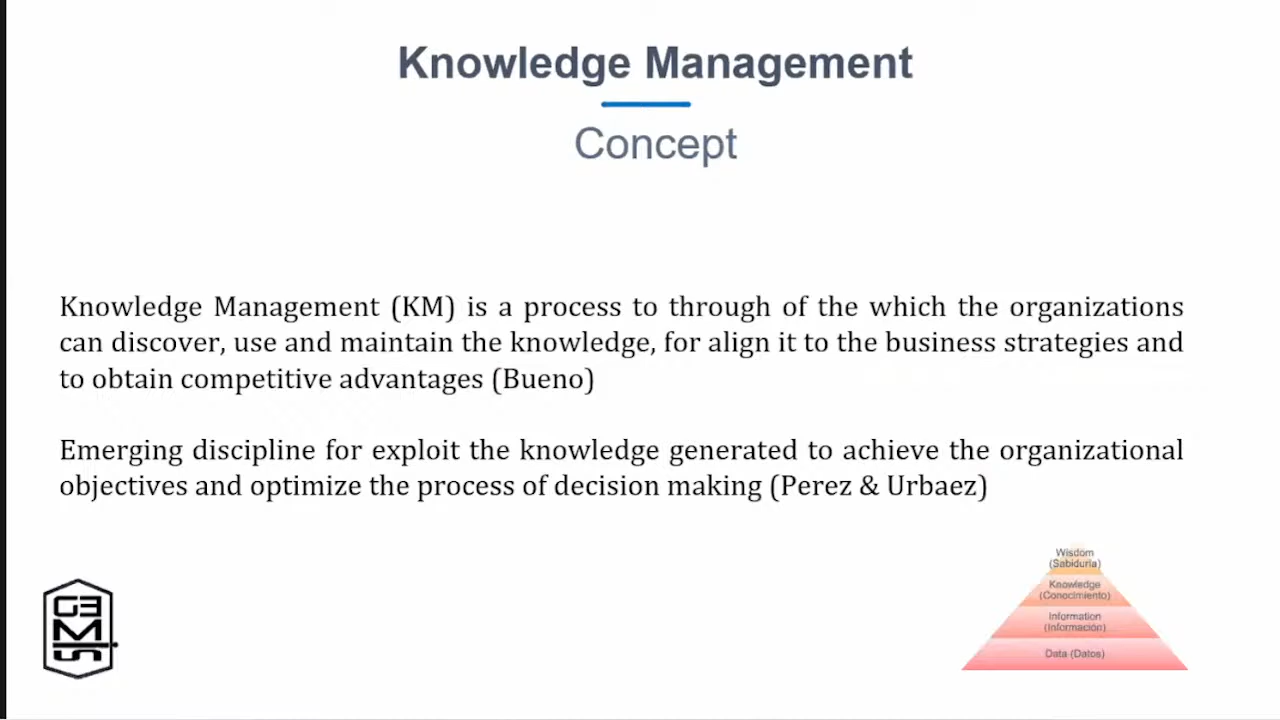 Knowledge Management
Concept
Knowledge Management (KM) is a process to through of the which the organizations
can discover, use and maintain the knowledge, for align it to the business strategies and
to obtain competitive advantages (Bueno)
Emerging discipline for exploit the knowledge generated to achieve the organizational
objectives and optimize the process of decision making (Perez & Urbaez)
Wisdom
(Sabiduría)
Knowledge
(Conocimiento)
Information
(Información)
Data (Datos)